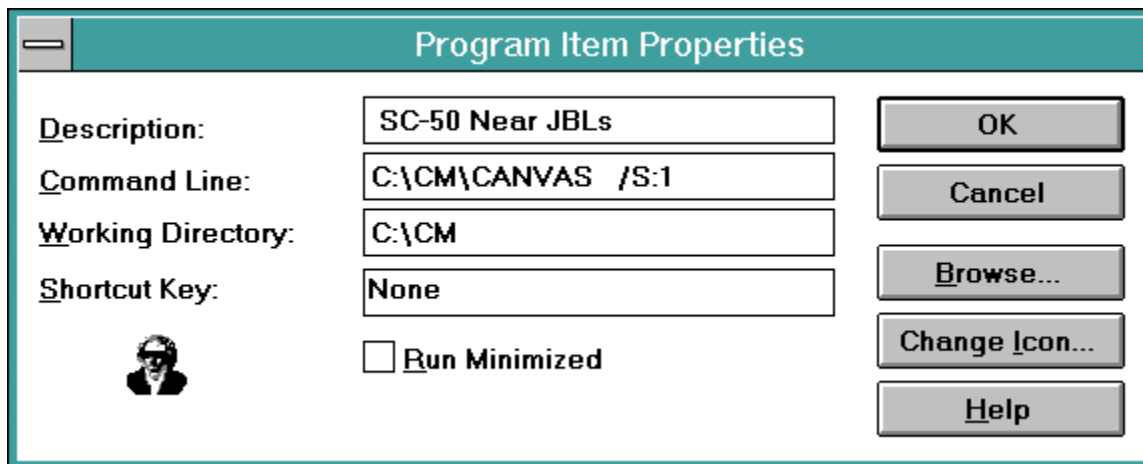 Program Item Properties
Description: SC-50 Near JBLs
Command Line: C:\CM\CANVAS /S:1
Working Directory: C:\CM
Shortcut Key: None
Run Minimized
OK
Cancel
Browse...
Change Icon...
Help